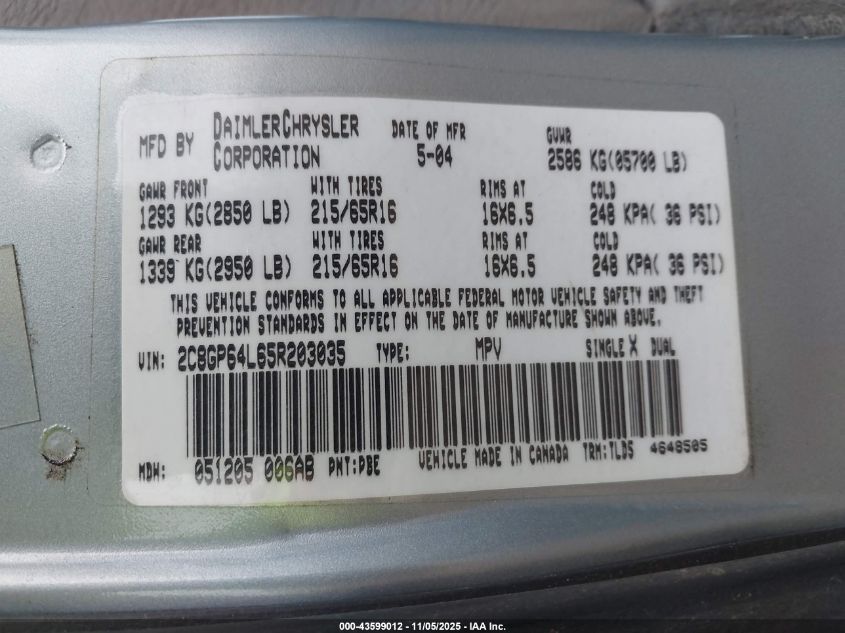 MFD BY DAIMLERCHRYSLER CORPORATION DATE OF MFR 5-04 GVWR 2586 KG(05700 LB)
GAWR FRONT WITH TIRES RIMS AT COLD
1293 KG(2850 LB) 215/65R16 16X6.5 248 KPA( 36 PSI)
GAWR REAR WITH TIRES RIMS AT COLD
1339 KG(2950 LB) 215/65R16 16X6.5 248 KPA( 36 PSI)
THIS VEHICLE CONFORMS TO ALL APPLICABLE FEDERAL MOTOR VEHICLE SAFETY AND THEFT
PREVENTION STANDARDS IN EFFECT ON THE DATE OF MANUFACTURE SHOWN ABOVE.
VIN: 2C8GP64L65R203035 TYPE: MPV SINGLE X DUAL
MDH: 051205 006AB PNT:PBE VEHICLE MADE IN CANADA TRM:TLDS 4648505
000-43599012 - 11/05/2025 - IAA Inc.